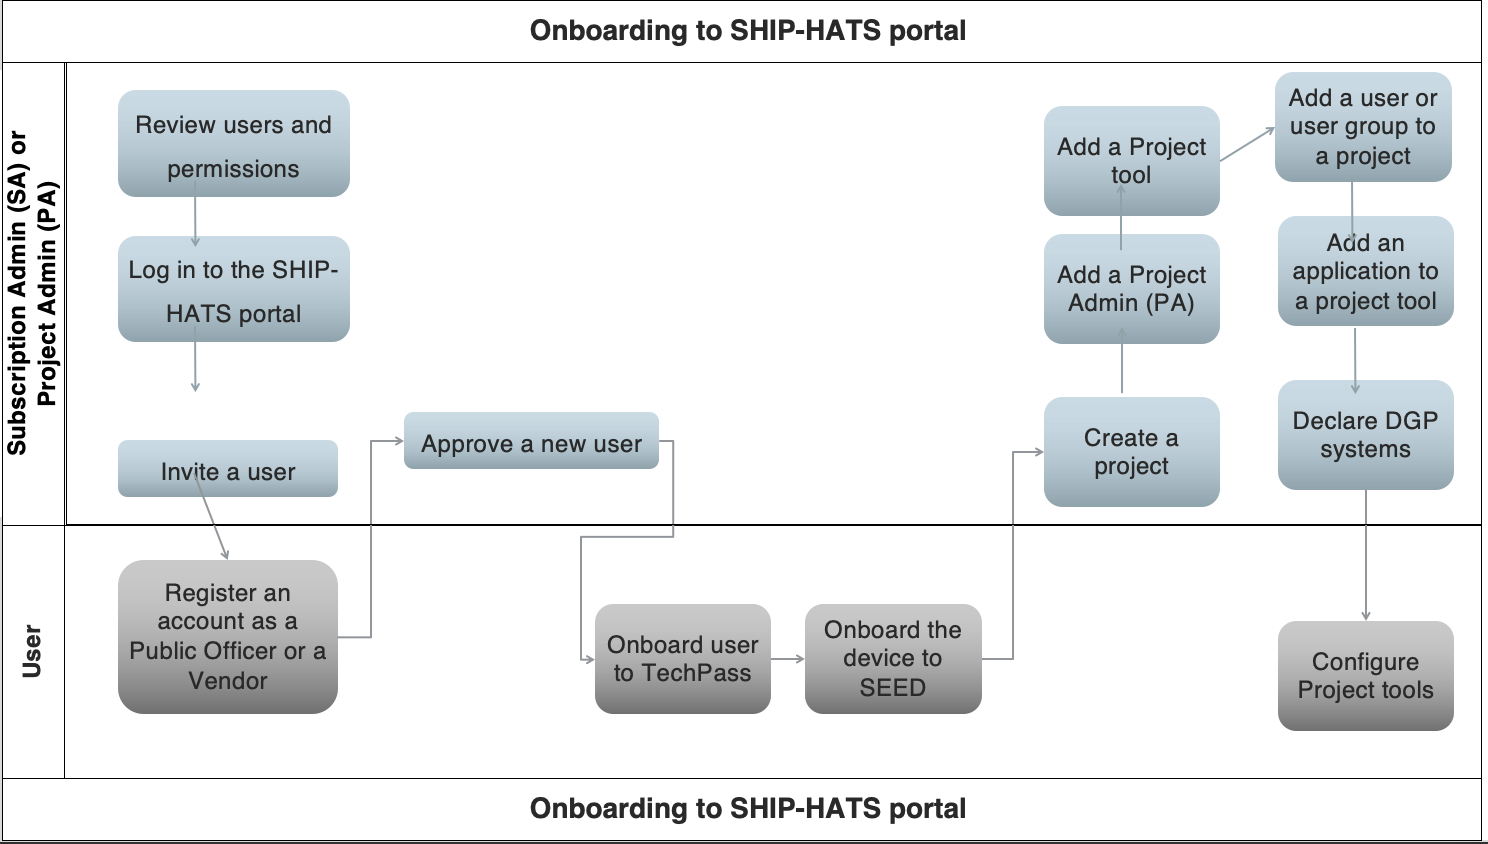 Onboarding to SHIP-HATS portal
Subscription Admin (SA) or
Project Admin (PA)
Review users and
permissions
Log in to the SHIP-
HATS portal
Invite a user
Approve a new user
Add a Project
tool
Add a Project
Admin (PA)
Create a
project
Add a user or
user group to
a project
Add an
application to
a project tool
Declare DGP
systems
User
Register an
account as a
Public Officer or a
Vendor
Onboard user
to TechPass
Onboard the
device to
SEED
Configure
Project tools
Onboarding to SHIP-HATS portal